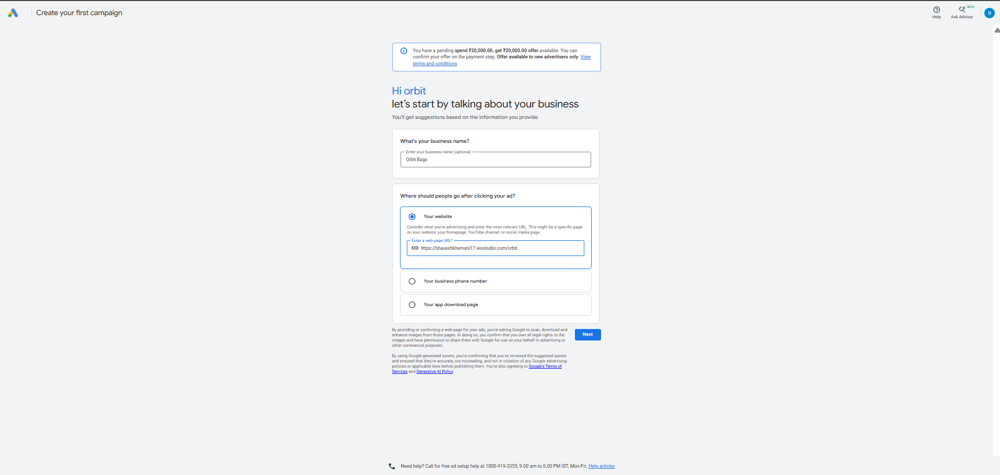 Create your first campaign
Help
Ask Advisor
BETA
O
You have a pending spend ₹20,000.00, get ₹20,000.00 offer available. You can
confirm your offer on the payment step. Offer available to new advertisers only. View
terms and conditions
Hi orbit
let's start by talking about your business
You'll get suggestions based on the information you provide
What's your business name?
Enter your business name (optional)
Orbit Bags
Where should people go after clicking your ad?
Your website
Consider what you're advertising and enter the most relevant URL. This might be a specific page
on your website, your homepage, YouTube channel, or social media page.
Enter a web page URL*
https://bhaveshkhemani17.wixstudio.com/orbit
Your business phone number
Your app download page
By providing or confirming a web page for your ads, you're asking Google to scan, download and
enhance images from those pages. In doing so, you confirm that you own all legal rights to the
images and have permission to share them with Google for use on your behalf in advertising or
other commercial purposes.
Next
By using Google-generated assets, you're confirming that you've reviewed the suggested assets
and ensured that they're accurate, not misleading, and not in violation of any Google advertising
policies or applicable laws before publishing them. You're also agreeing to Google's Terms of
Services and Generative AI Policy.
Need help? Call for free ad setup help at 1800-419-3355, 9.00 am to 6.00 PM IST, Mon-Fri. Help articles